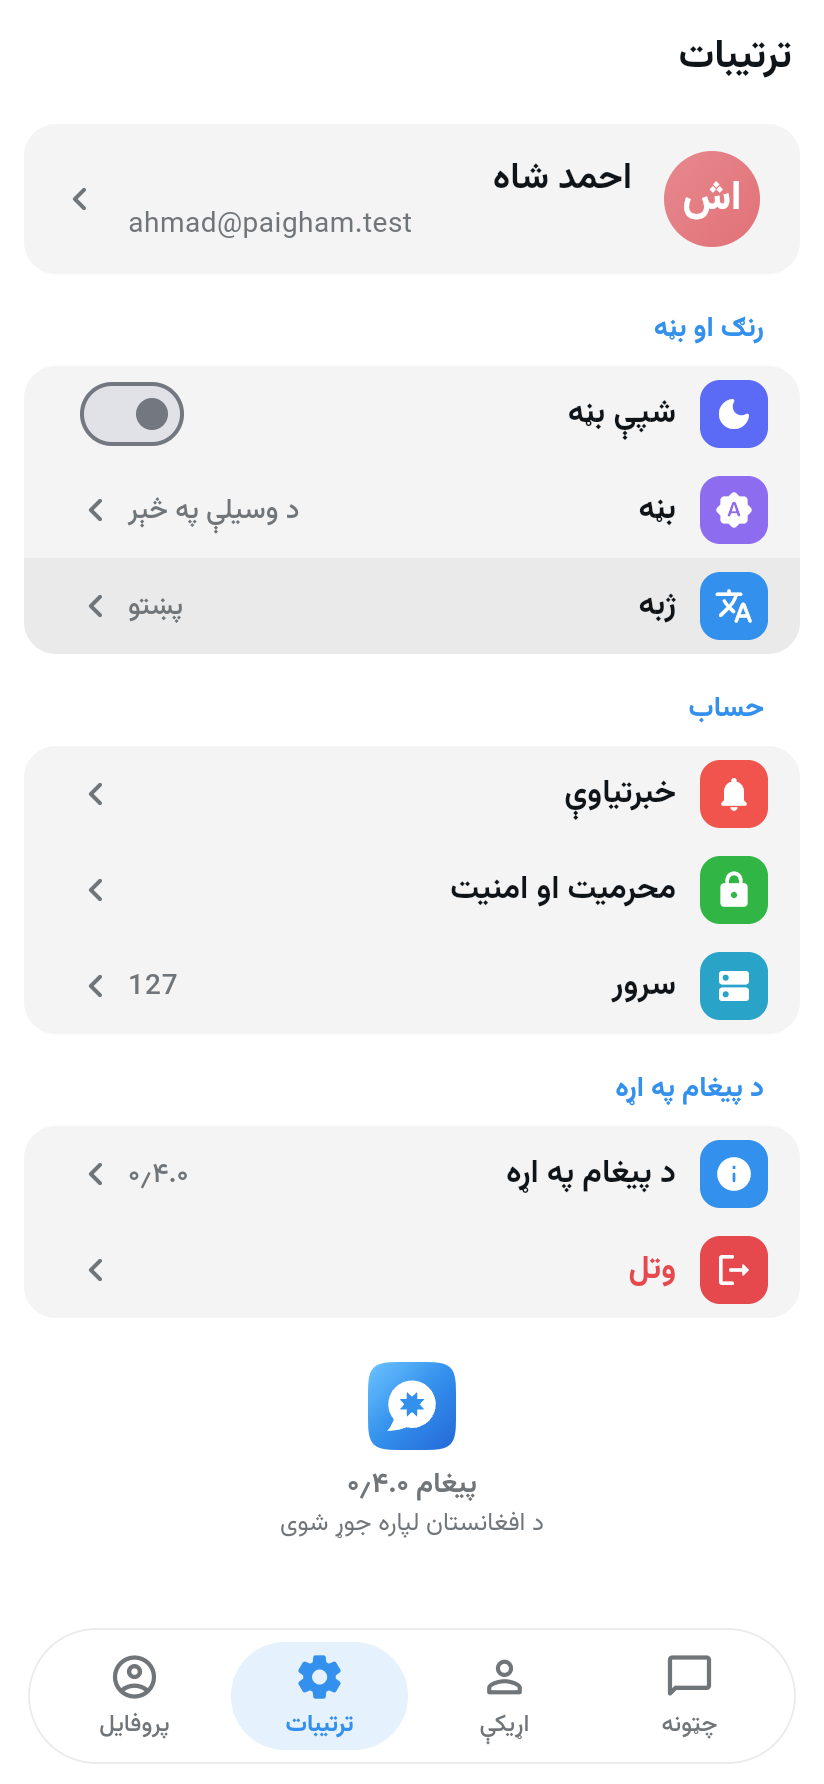 ترتیبات
اش
احمد شاه
ahmad@paigham.test
رنګ او بڼه
شپې بڼه
بڼه
د وسیلې په څېر
ژبه
پښتو
حساب
خبرتیاوې
محرمیت او امنیت
سرور
127
د پیغام په اړه
د پیغام په اړه
۰٫۴.۰
وتل
پیغام ۰٫۴.۰
د افغانستان لپاره جوړ شوی
چټونه
اړیکې
ترتیبات
پروفایل